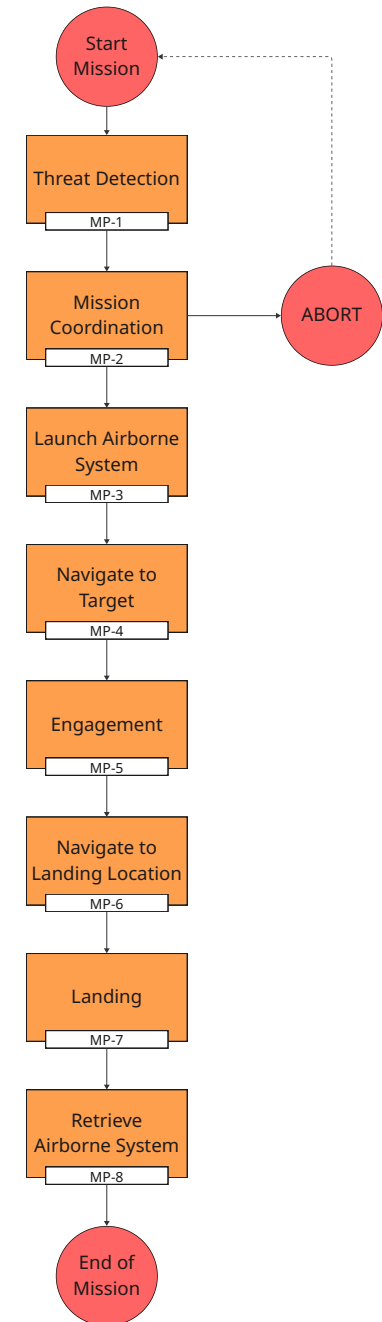 Start
Mission
Threat Detection
MP-1
Mission
Coordination
MP-2
ABORT
Launch Airborne
System
MP-3
Navigate to
Target
MP-4
Engagement
MP-5
Navigate to
Landing Location
MP-6
Landing
MP-7
Retrieve
Airborne System
MP-8
End of
Mission